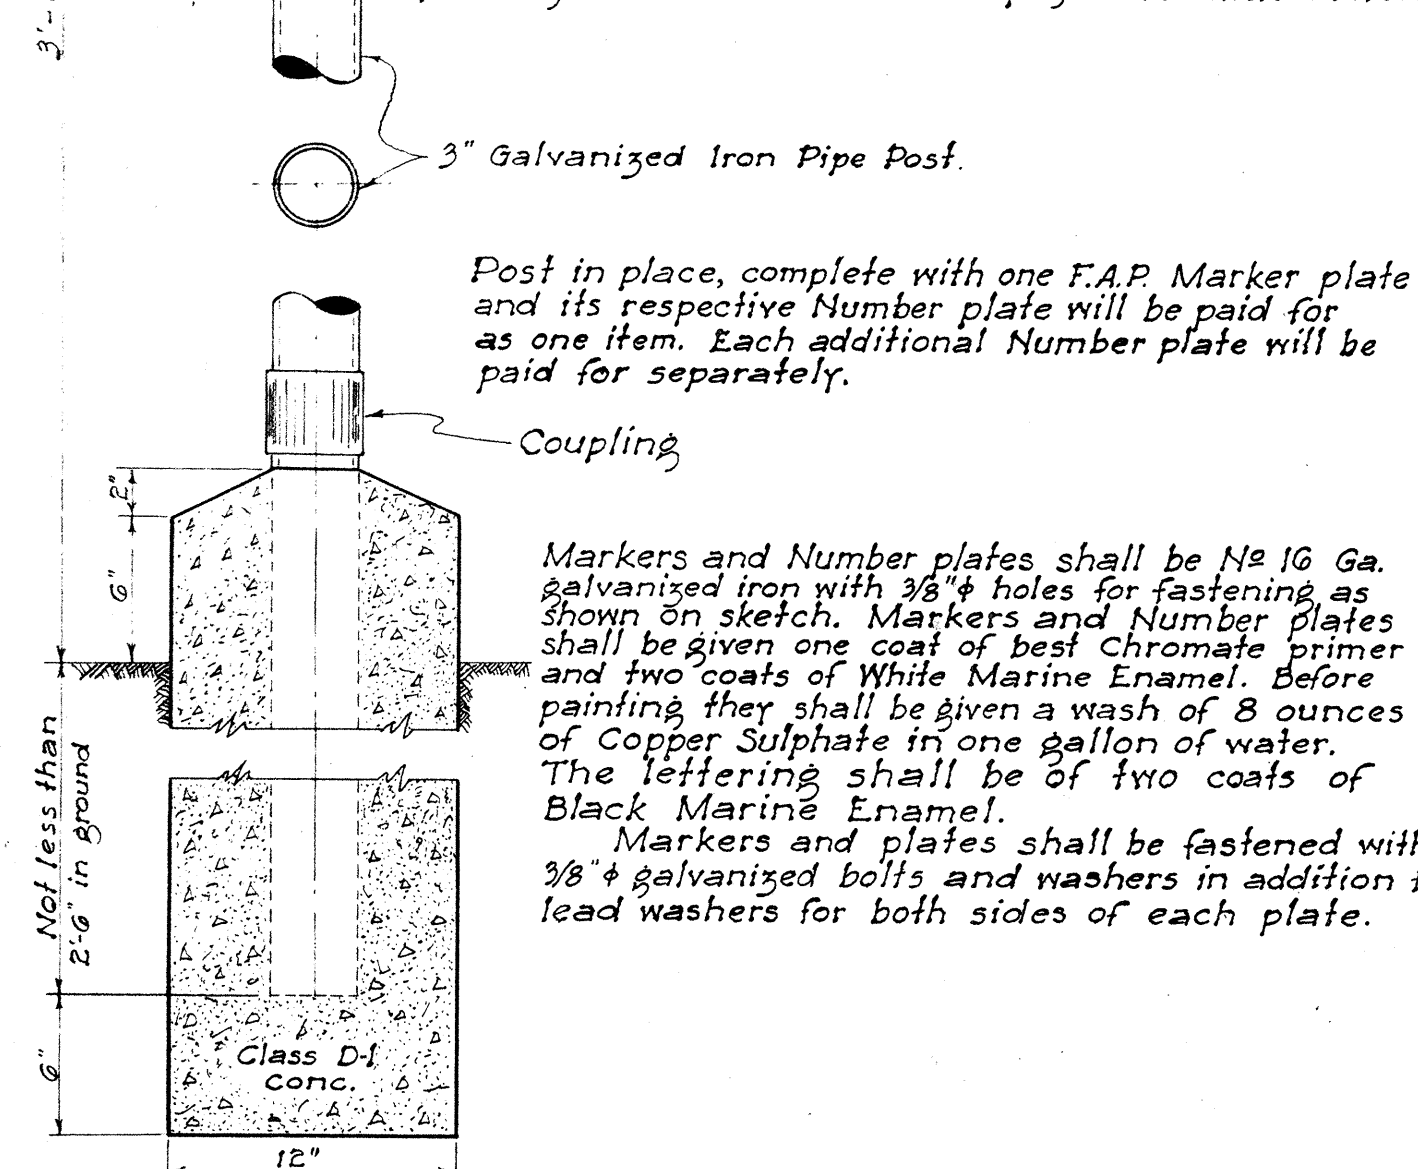 3'-
3" Galvanized Iron Pipe Post.
Post in place, complete with one F.A.P. Marker plate
and its respective Number plate will be paid for
as one item. Each additional Number plate will be
paid for separately.
Coupling
2"
6"
Markers and Number plates shall be Nº 16 Ga.
galvanized iron with 3/8"ϕ holes for fastening as
shown on sketch. Markers and Number plates
shall be given one coat of best Chromate primer
and two coats of White Marine Enamel. Before
painting they shall be given a wash of 8 ounces
of Copper Sulphate in one gallon of water.
The lettering shall be of two coats of
Black Marine Enamel.
Markers and plates shall be fastened with
3/8"ϕ galvanized bolts and washers in addition
lead washers for both sides of each plate.
Not less than
2'-6" in ground
6"
Class D-1
Conc.
12"